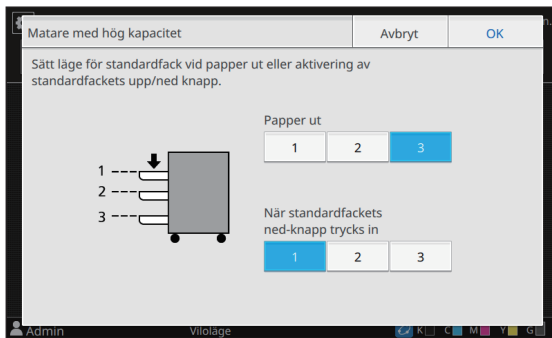 Matare med hög kapacitet
Avbryt
OK
Sätt läge för standardfack vid papper ut eller aktivering av
standardfackets upp/ned knapp.
Papper ut
1 2 3
1
2
3
När standardfackets
ned-knapp trycks in
1 2 3
Admin
Viloläge
K C M Y G